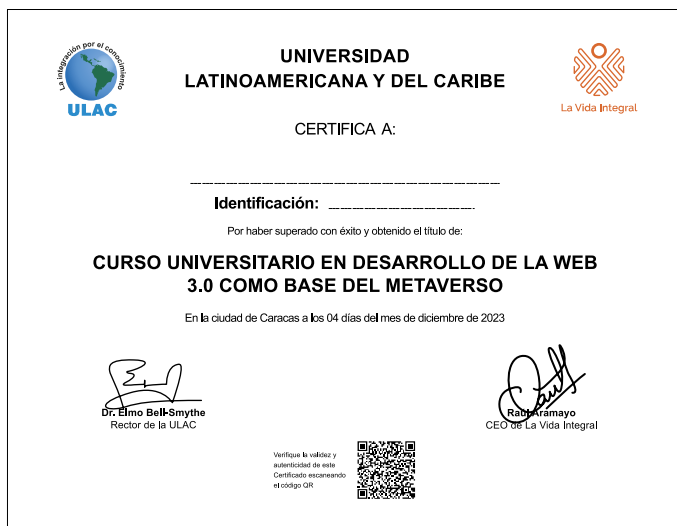 La integración por el conocimiento
ULAC
UNIVERSIDAD
LATINOAMERICANA Y DEL CARIBE
La Vida Integral
CERTIFICA A:
Identificación:
Por haber superado con éxito y obtenido el título de:
CURSO UNIVERSITARIO EN DESARROLLO DE LA WEB
3.0 COMO BASE DEL METAVERSO
En la ciudad de Caracas a los 04 días del mes de diciembre de 2023
Dr. Elmo Bell-Smythe
Rector de la ULAC
Raúl Aramayo
CEO de La Vida Integral
Verifique la validez y
autenticidad de este
Certificado escaneando
el código QR